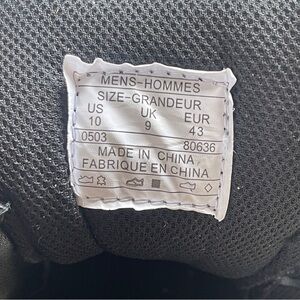 MENS-HOMMES
SIZE-GRANDEUR
US UK EUR
10 9 43
0503 80636
MADE IN CHINA
FABRIQUE EN CHINA